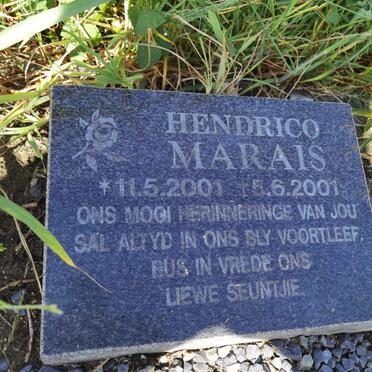 HENDRICO
MARAIS
*11.5.2001 †5.6.2001
ONS MOOI HERINNERINGE VAN JOU
SAL ALTYD IN ONS BLY VOORTLEEF.
RUS IN VREDE ONS
LIEWE SEUNTJIE